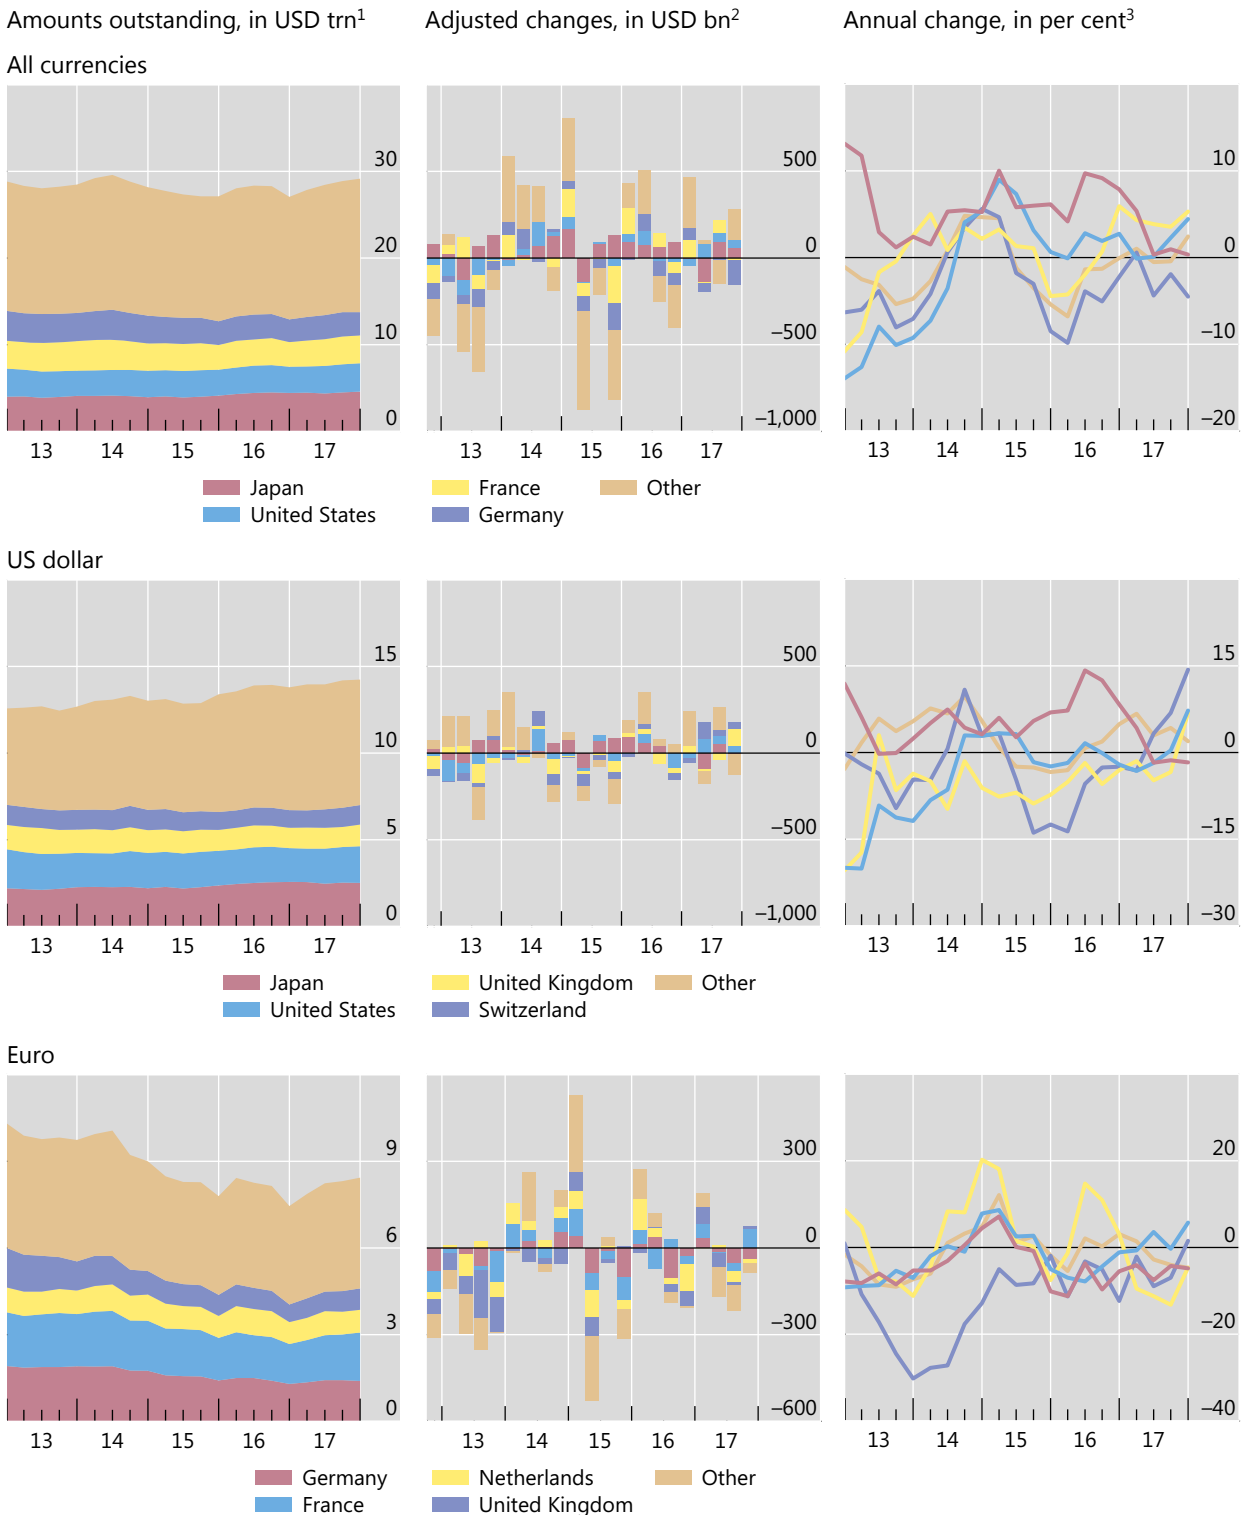 Amounts outstanding, in USD trn1
Adjusted changes, in USD bn2
Annual change, in per cent3
All currencies
30
20
10
0
13 14 15 16 17
500
0
–500
–1,000
13 14 15 16 17
10
0
–10
–20
13 14 15 16 17
Japan
United States
France
Germany
Other
US dollar
15
10
5
0
13 14 15 16 17
500
0
–500
–1,000
13 14 15 16 17
15
0
–15
–30
13 14 15 16 17
Japan
United States
United Kingdom
Switzerland
Other
Euro
9
6
3
0
13 14 15 16 17
300
0
–300
–600
13 14 15 16 17
20
0
–20
–40
13 14 15 16 17
Germany
France
Netherlands
United Kingdom
Other